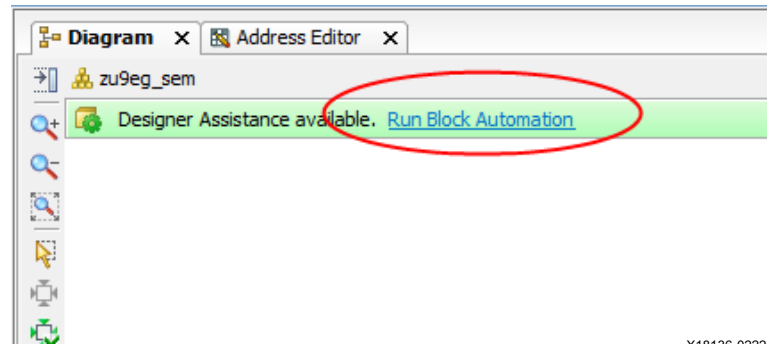 Diagram X Address Editor X
zu9eg_sem
Designer Assistance available. Run Block Automation